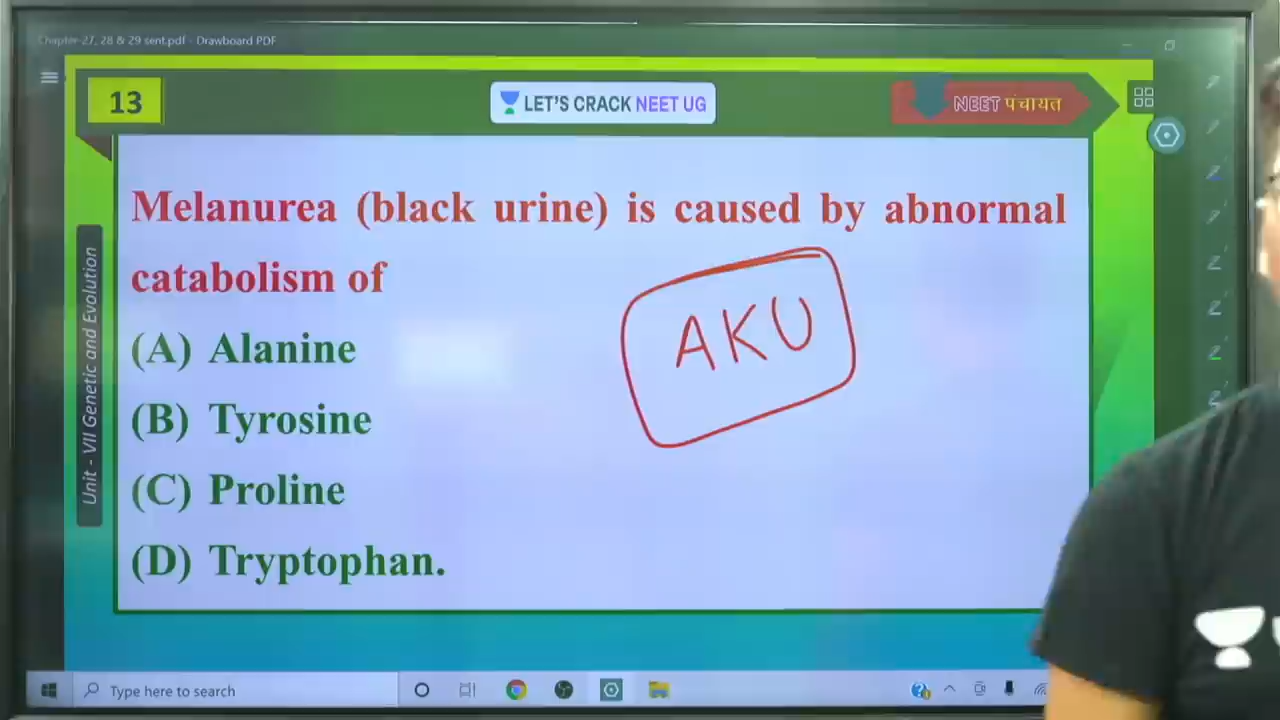 Chapter-27, 28 & 29 sent.pdf - Drawboard PDF
13
LET'S CRACK NEET UG
NEET पंचायत
Melanurea (black urine) is caused by abnormal
catabolism of
AKU
(A) Alanine
(B) Tyrosine
(C) Proline
(D) Tryptophan.
Unit - VII Genetic and Evolution
Type here to search